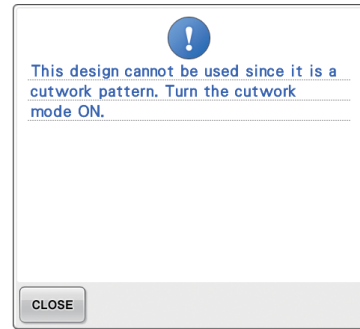 This design cannot be used since it is a
cutwork pattern. Turn the cutwork
mode ON.
CLOSE